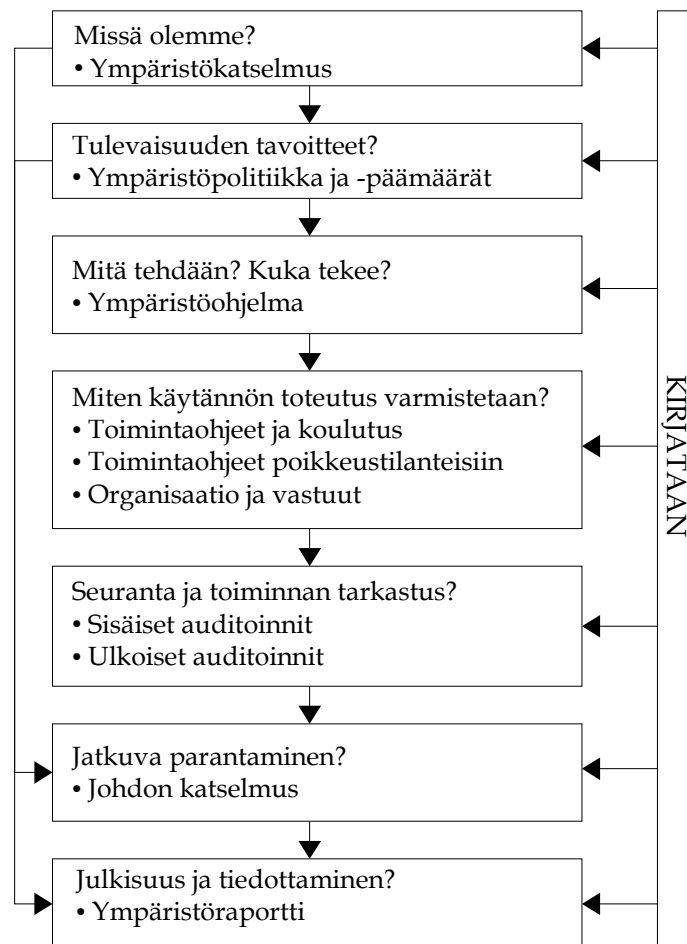 Missä olemme?
• Ympäristökatselmus
Tulevaisuuden tavoitteet?
• Ympäristöpolitiikka ja -päämäärät
Mitä tehdään? Kuka tekee?
• Ympäristöohjelma
Miten käytännön toteutus varmistetaan?
• Toimintaohjeet ja koulutus
• Toimintaohjeet poikkeustilanteisiin
• Organisaatio ja vastuut
Seuranta ja toiminnan tarkastus?
• Sisäiset auditoinnit
• Ulkoiset auditoinnit
Jatkuva parantaminen?
• Johdon katselmus
Julkisuus ja tiedottaminen?
• Ympäristöraportti
KIRJATAAN